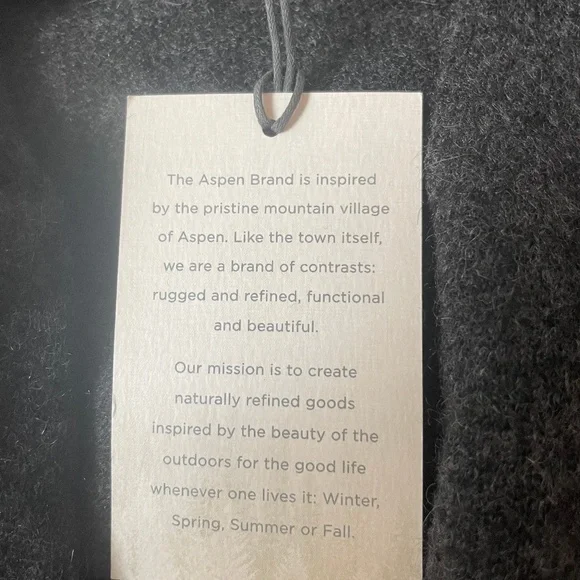 The Aspen Brand is inspired
by the pristine mountain village
of Aspen. Like the town itself,
we are a brand of contrasts:
rugged and refined, functional
and beautiful.
Our mission is to create
naturally refined goods
inspired by the beauty of the
outdoors for the good life
whenever one lives it: Winter,
Spring, Summer or Fall.